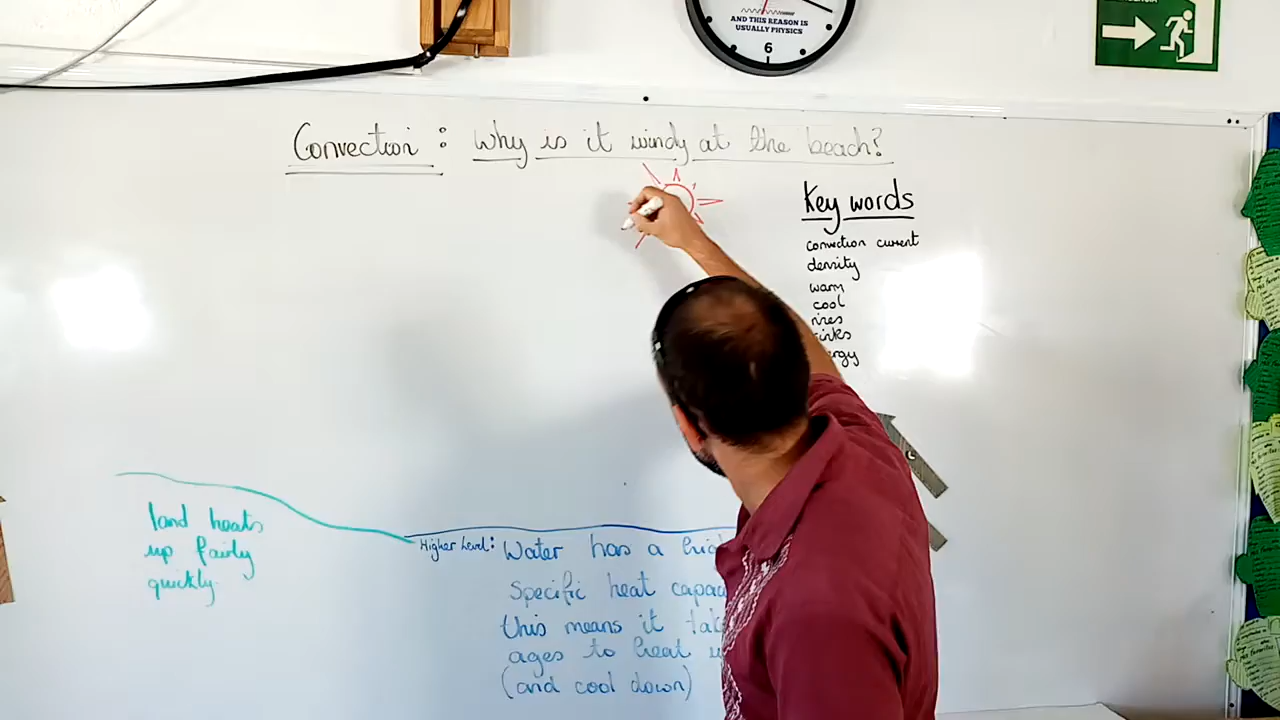 AND THIS REASON IS
USUALLY PHYSICS
6
Convection: Why is it windy at the beach?
Key words
convection current
density
warm
cool
rises
land heats
up fairly
quickly.
Higher Level: Water has a
Specific heat
this means it
ages to heat
(and cool down)